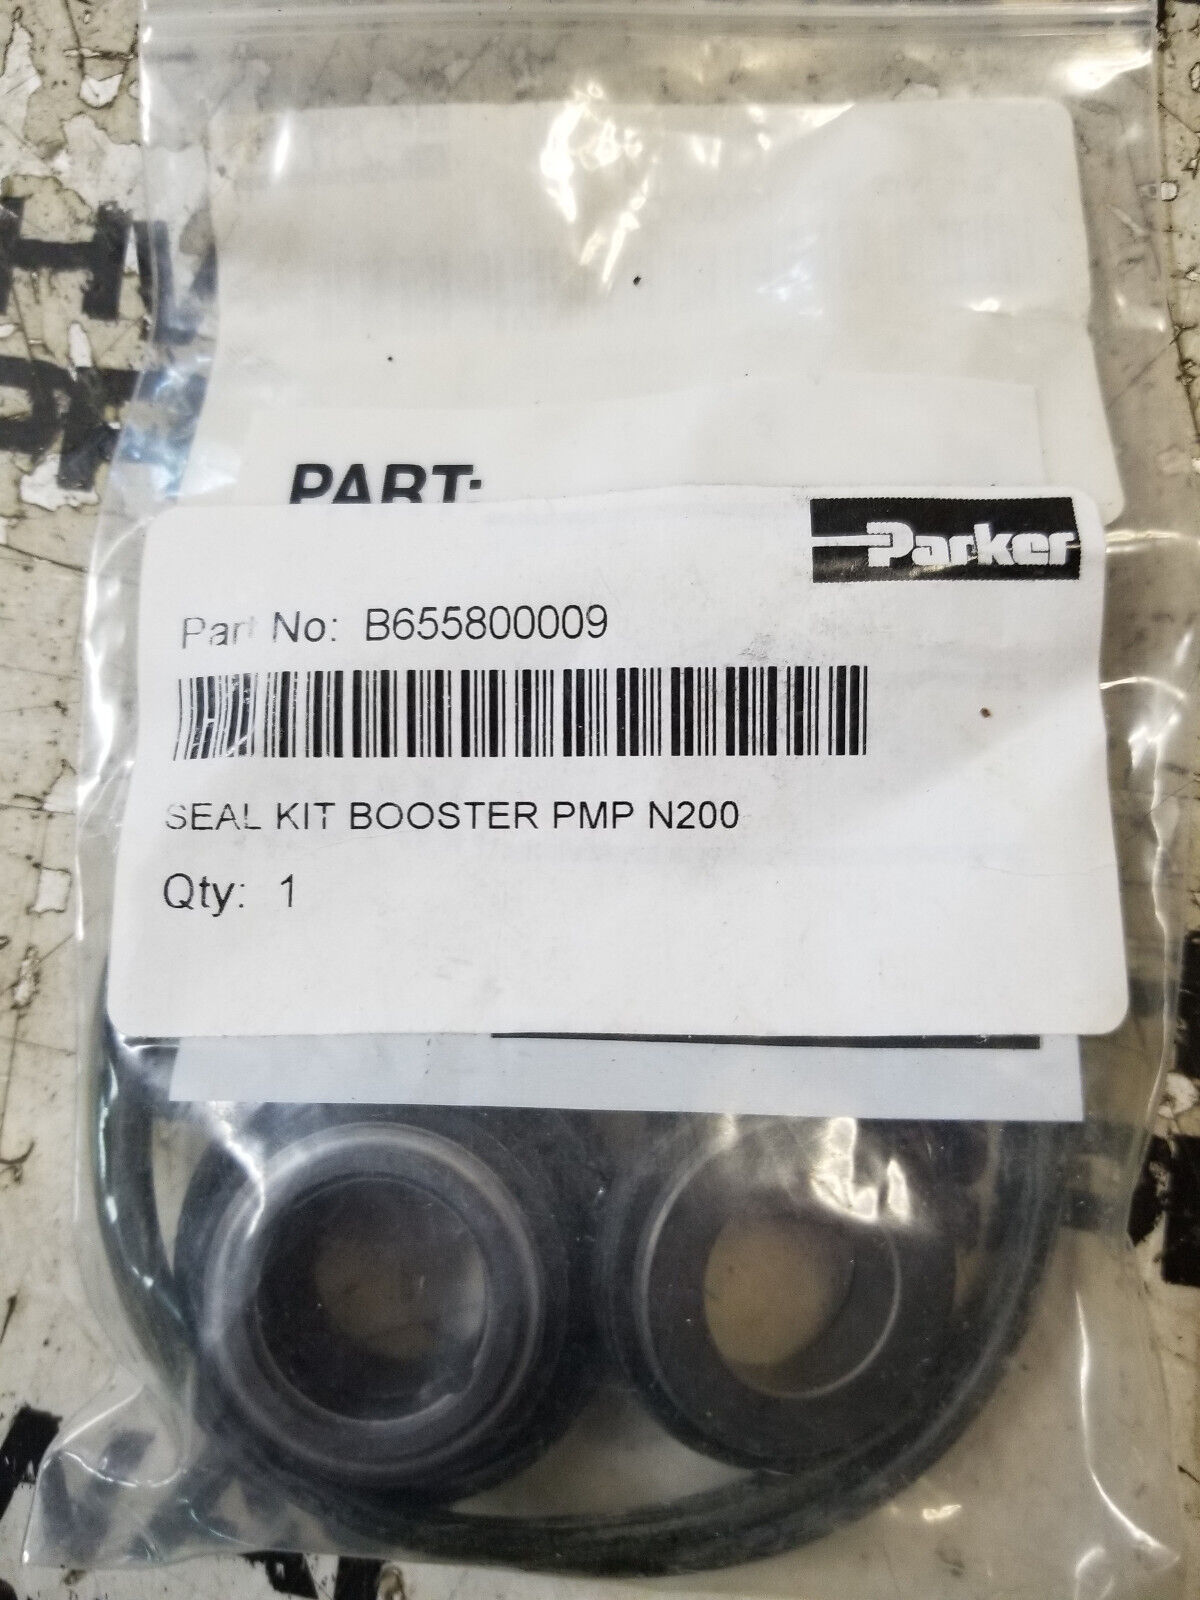 PART:
Parker
Part No: B655800009
SEAL KIT BOOSTER PMP N200
Qty: 1